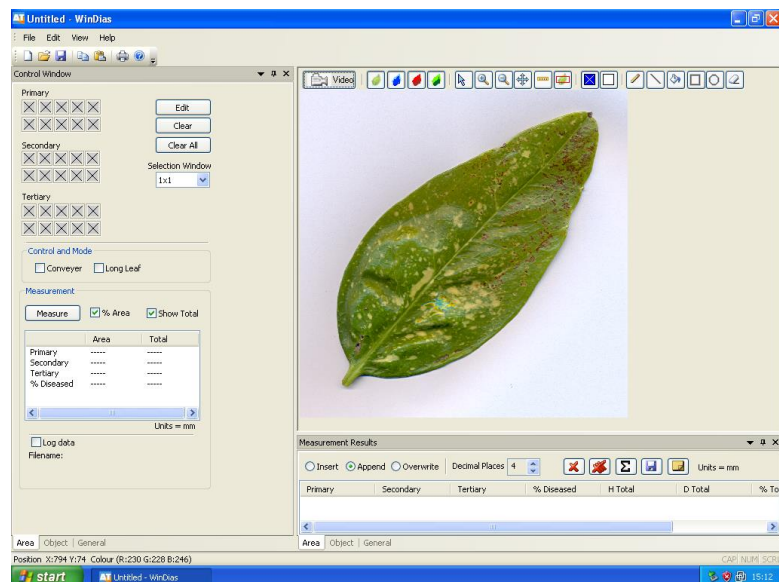 Untitled - WinDias
File Edit View Help
Control Window
Primary
Edit
Clear
Secondary
Clear All
Selection Window
1x1
Tertiary
Control and Mode
Conveyer Long Leaf
Measurement
Measure % Area Show Total
Area Total
Primary ----- -----
Secondary ----- -----
Tertiary ----- -----
% Diseased ----- -----
Units = mm
Log data
Filename:
Area Object General
Video
Measurement Results
Insert Append Overwrite Decimal Places 4 Units = mm
Primary Secondary Tertiary % Diseased H Total D Total % To
Area Object General
Position X:794 Y:74 Colour (R:230 G:228 B:246) CAP NUM SCRL
start Untitled - WinDias 15:12